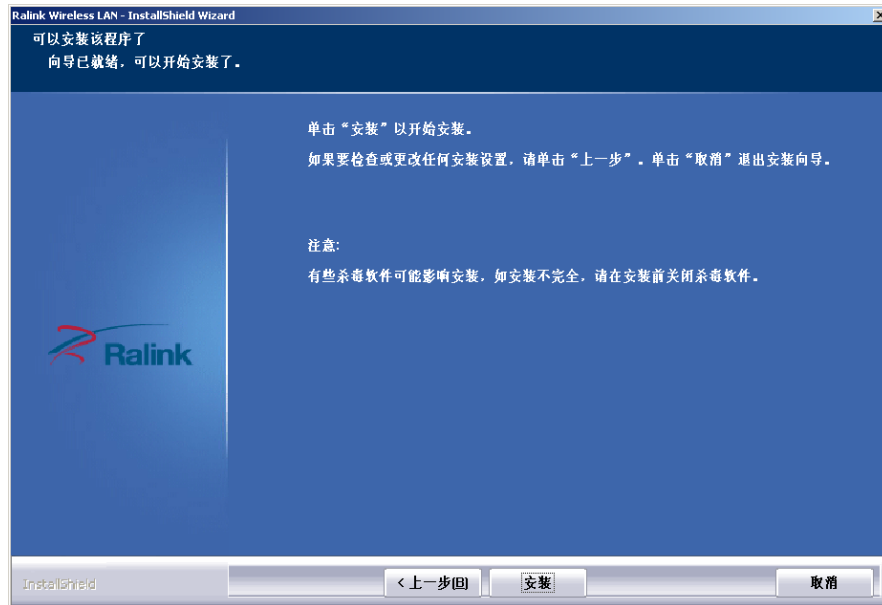 Ralink Wireless LAN - InstallShield Wizard
可以安装该程序了
向导已就绪，可以开始安装了。
单击“安装”以开始安装。
如果要检查或更改任何安装设置，请单击“上一步”。单击“取消”退出安装向导。
注意:
有些杀毒软件可能影响安装，如安装不完全，请在安装前关闭杀毒软件。
Ralink
InstallShield
< 上一步(B)
安装
取消